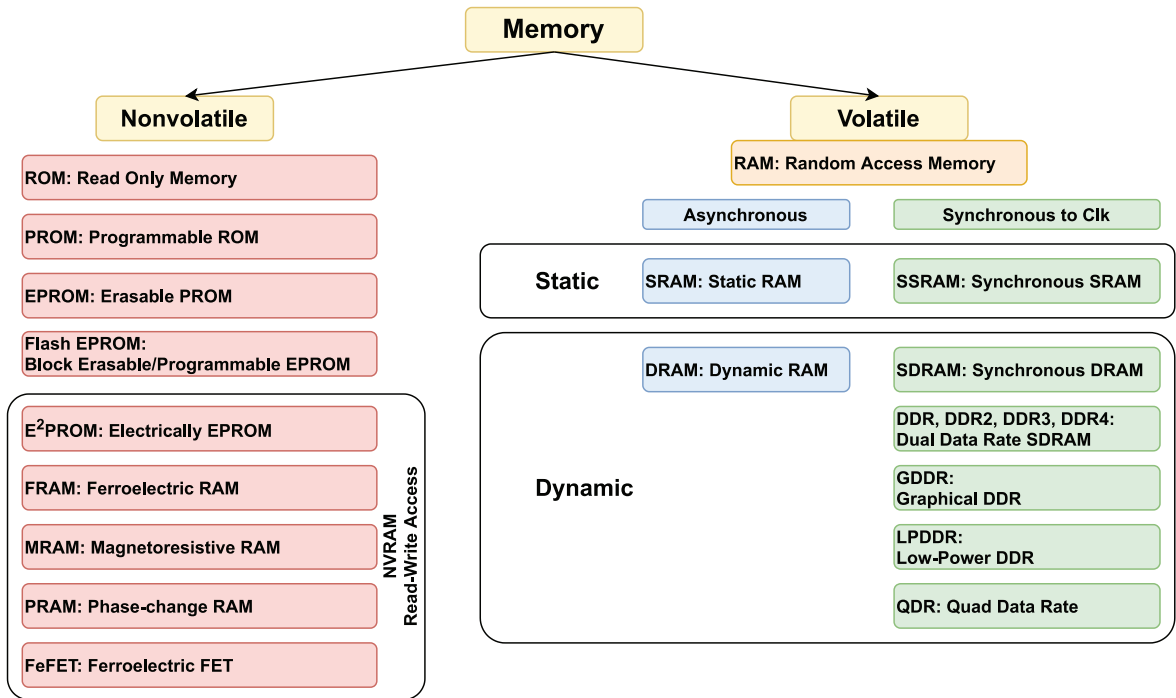 Memory
Nonvolatile
ROM: Read Only Memory
PROM: Programmable ROM
EPROM: Erasable PROM
Flash EPROM:
Block Erasable/Programmable EPROM
E²PROM: Electrically EPROM
FRAM: Ferroelectric RAM
MRAM: Magnetoresistive RAM
PRAM: Phase-change RAM
FeFET: Ferroelectric FET
NVRAM
Read-Write Access
Volatile
RAM: Random Access Memory
Asynchronous
Synchronous to Clk
Static
SRAM: Static RAM
SSRAM: Synchronous SRAM
Dynamic
DRAM: Dynamic RAM
SDRAM: Synchronous DRAM
DDR, DDR2, DDR3, DDR4:
Dual Data Rate SDRAM
GDDR:
Graphical DDR
LPDDR:
Low-Power DDR
QDR: Quad Data Rate